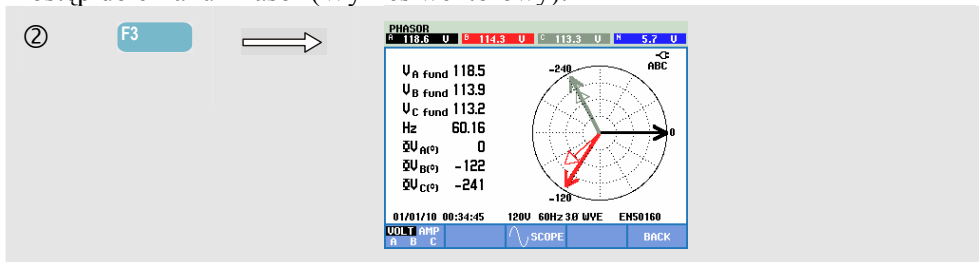 ② F3
PHASOR
A 118.6 V B 114.3 V C 113.3 V N 5.7 V
ABC
V A fund 118.5
V B fund 113.9
V C fund 113.2
Hz 60.16
ΦV A(°) 0
ΦV B(°) -122
ΦV C(°) -241
-240
0
-120
01/01/10 00:34:45 120V 60Hz 3Ø WYE EN50160
VOLT AMP
A B C
SCOPE
BACK